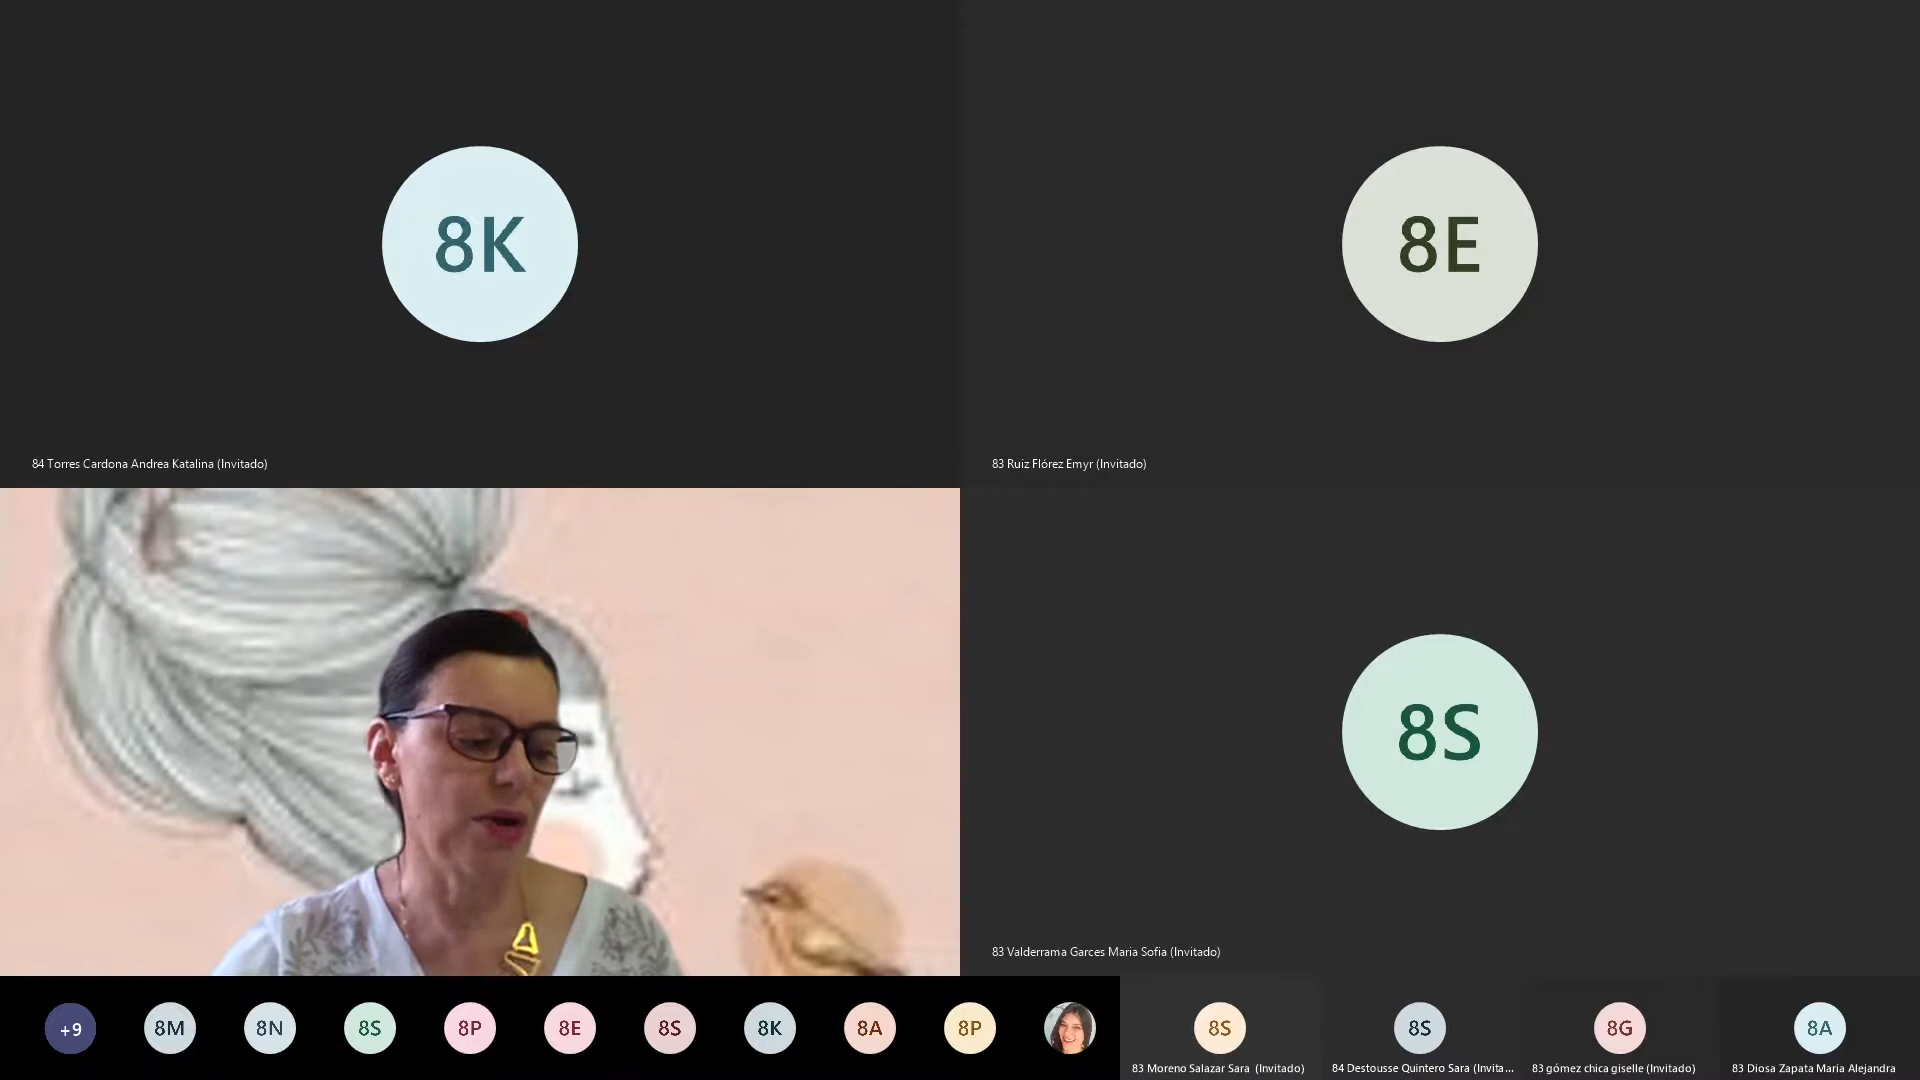 8K
84 Torres Cardona Andrea Katalina (Invitado)
8E
83 Ruiz Flórez Emyr (Invitado)
8S
83 Valderrama Garces Maria Sofia (Invitado)
+9
8M
8N
8S
8P
8E
8S
8K
8A
8P
8S
83 Moreno Salazar Sara (Invitado)
8S
84 Destousse Quintero Sara (Invita...
8G
83 gómez chica giselle (Invitado)
8A
83 Diosa Zapata Maria Alejandra